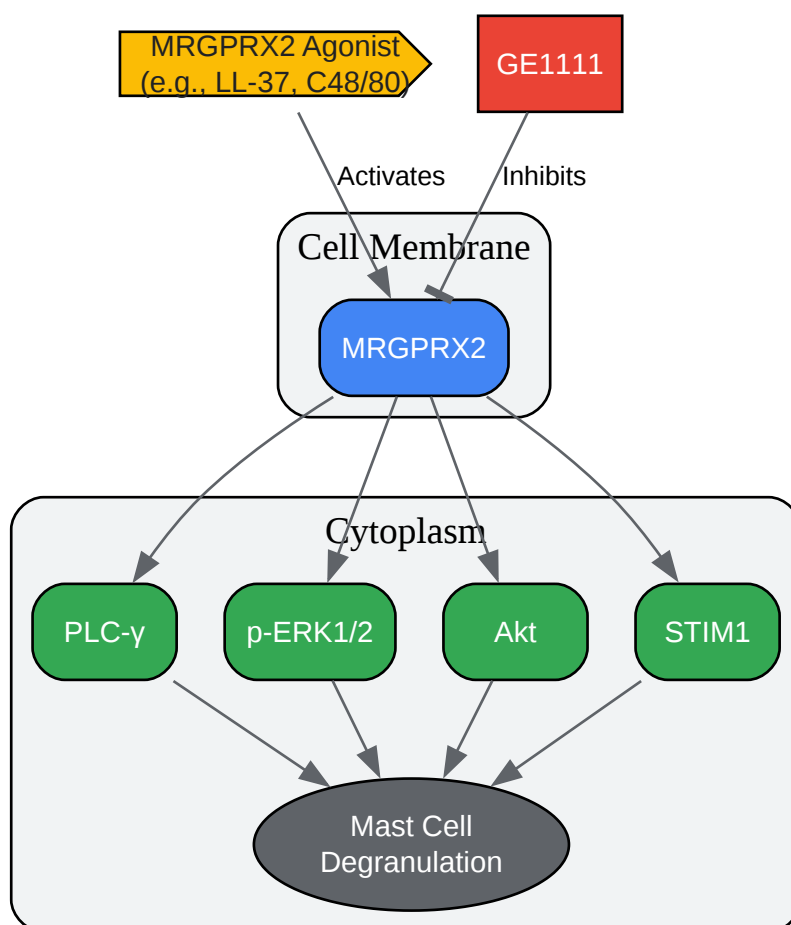 MRGPRX2 Agonist
(e.g., LL-37, C48/80)
GE1111
Activates
Inhibits
Cell Membrane
MRGPRX2
Cytoplasm
PLC-γ
p-ERK1/2
Akt
STIM1
Mast Cell
Degranulation